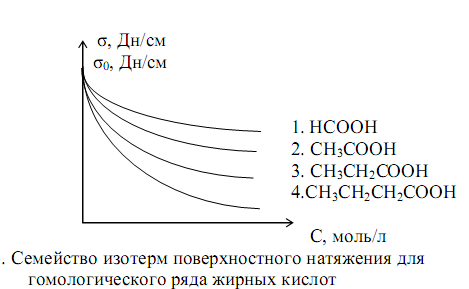 σ, Дн/см
σ₀, Дн/см
1. HCOOH
2. CH₃COOH
3. CH₃CH₂COOH
4.CH₃CH₂CH₂COOH
С, моль/л
. Семейство изотерм поверхностного натяжения для
гомологического ряда жирных кислот